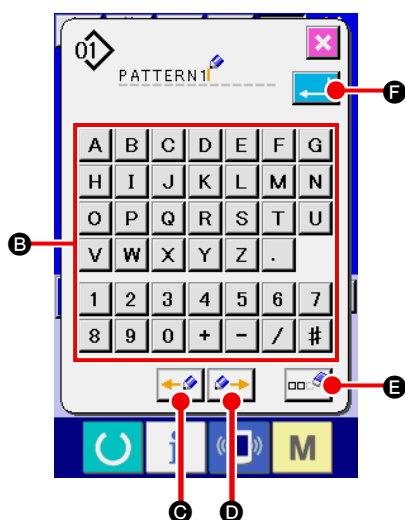 01
PATTERN1
F
A B C D E F G
H I J K L M N
O P Q R S T U
B
V W X Y Z .
1 2 3 4 5 6 7
8 9 0 + - / #
E
i M
C D